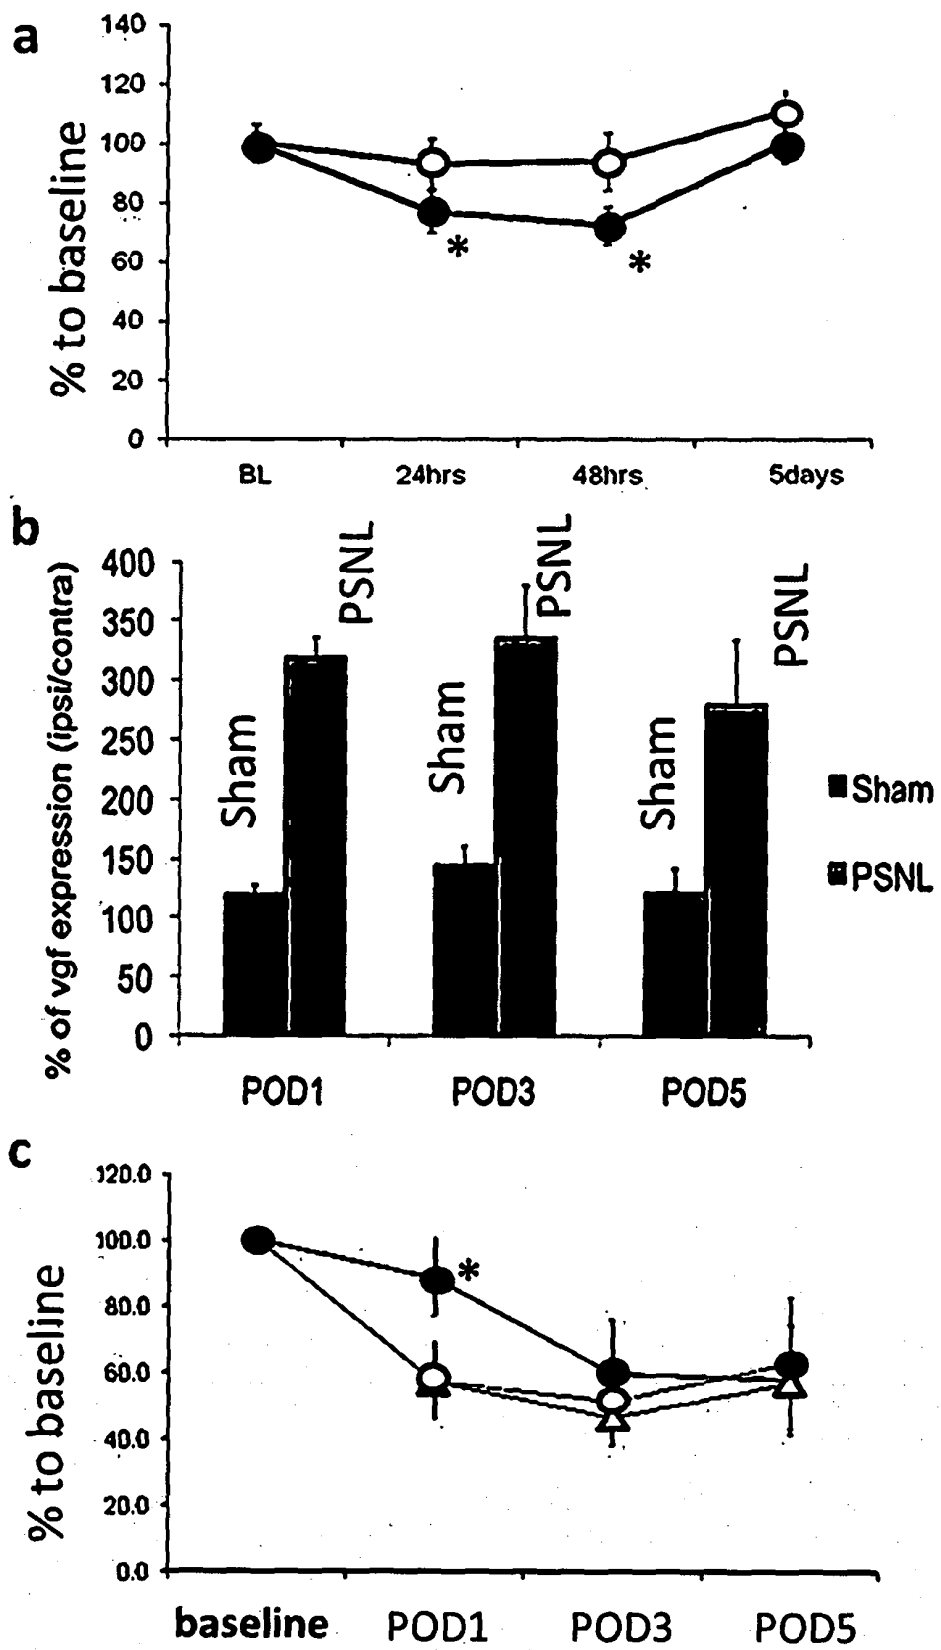 a
% to baseline
140
120
100
80
60
40
20
0
BL 24hrs 48hrs 5days
*
*
b
% of vgf expression (ipsi/contra)
400
350
300
250
200
150
100
50
0
Sham PSNL
Sham PSNL
Sham PSNL
Sham
PSNL
POD1 POD3 POD5
c
% to baseline
120.0
100.0
80.0
60.0
40.0
20.0
0.0
*
baseline POD1 POD3 POD5